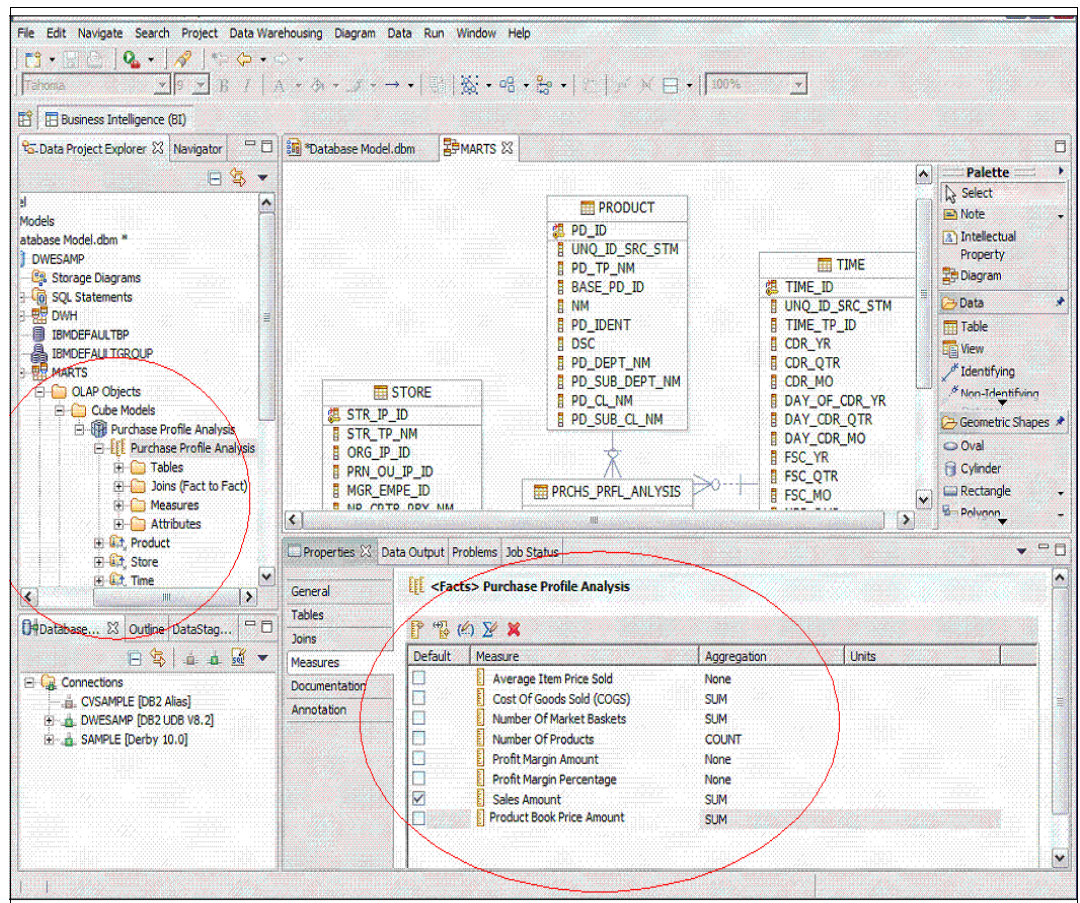 File Edit Navigate Search Project Data Warehousing Diagram Data Run Window Help
Tahoma 9 B I A 100%
Business Intelligence (BI)
Data Project Explorer Navigator
el
Models
atabase Model.dbm *
DWESAMP
Storage Diagrams
SQL Statements
DWH
IBMDEFAULTBP
IBMDEFAULTGROUP
MARTS
OLAP Objects
Cube Models
Purchase Profile Analysis
Purchase Profile Analysis
Tables
Joins (Fact to Fact)
Measures
Attributes
Product
Store
Time
*Database Model.dbm MARTS
PRODUCT
PD_ID
UNQ_ID_SRC_STM
PD_TP_NM
BASE_PD_ID
NM
PD_IDENT
DSC
PD_DEPT_NM
PD_SUB_DEPT_NM
PD_CL_NM
PD_SUB_CL_NM
TIME
TIME_ID
UNQ_ID_SRC_STM
TIME_TP_ID
CDR_YR
CDR_QTR
CDR_MO
DAY_OF_CDR_YR
DAY_CDR_QTR
DAY_CDR_MO
FSC_YR
FSC_QTR
FSC_MO
STORE
STR_IP_ID
STR_TP_NM
ORG_IP_ID
PRN_OU_IP_ID
MGR_EMPE_ID
PRCHS_PRFL_ANLYSIS
Palette
Select
Note
Intellectual
Property
Diagram
Data
Table
View
Identifying
Non-Identifying
Geometric Shapes
Oval
Cylinder
Rectangle
Polygon
Database... Outline DataStag...
Connections
CVSAMPLE [DB2 Alias]
DWESAMP [DB2 UDB V8.2]
SAMPLE [Derby 10.0]
Properties Data Output Problems Job Status
General
Tables
Joins
Measures
Documentation
Annotation
<Facts> Purchase Profile Analysis
Default Measure Aggregation Units
Average Item Price Sold None
Cost Of Goods Sold (COGS) SUM
Number Of Market Baskets SUM
Number Of Products COUNT
Profit Margin Amount None
Profit Margin Percentage None
Sales Amount SUM
Product Book Price Amount SUM